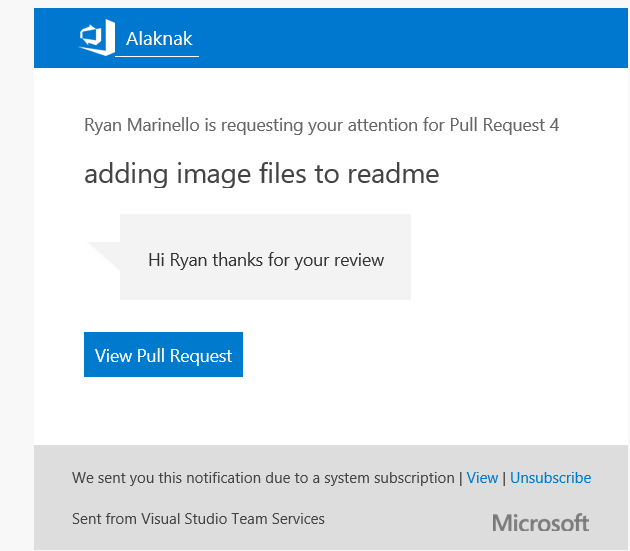 Alaknak
Ryan Marinello is requesting your attention for Pull Request 4
adding image files to readme
Hi Ryan thanks for your review
View Pull Request
We sent you this notification due to a system subscription | View | Unsubscribe
Sent from Visual Studio Team Services
Microsoft